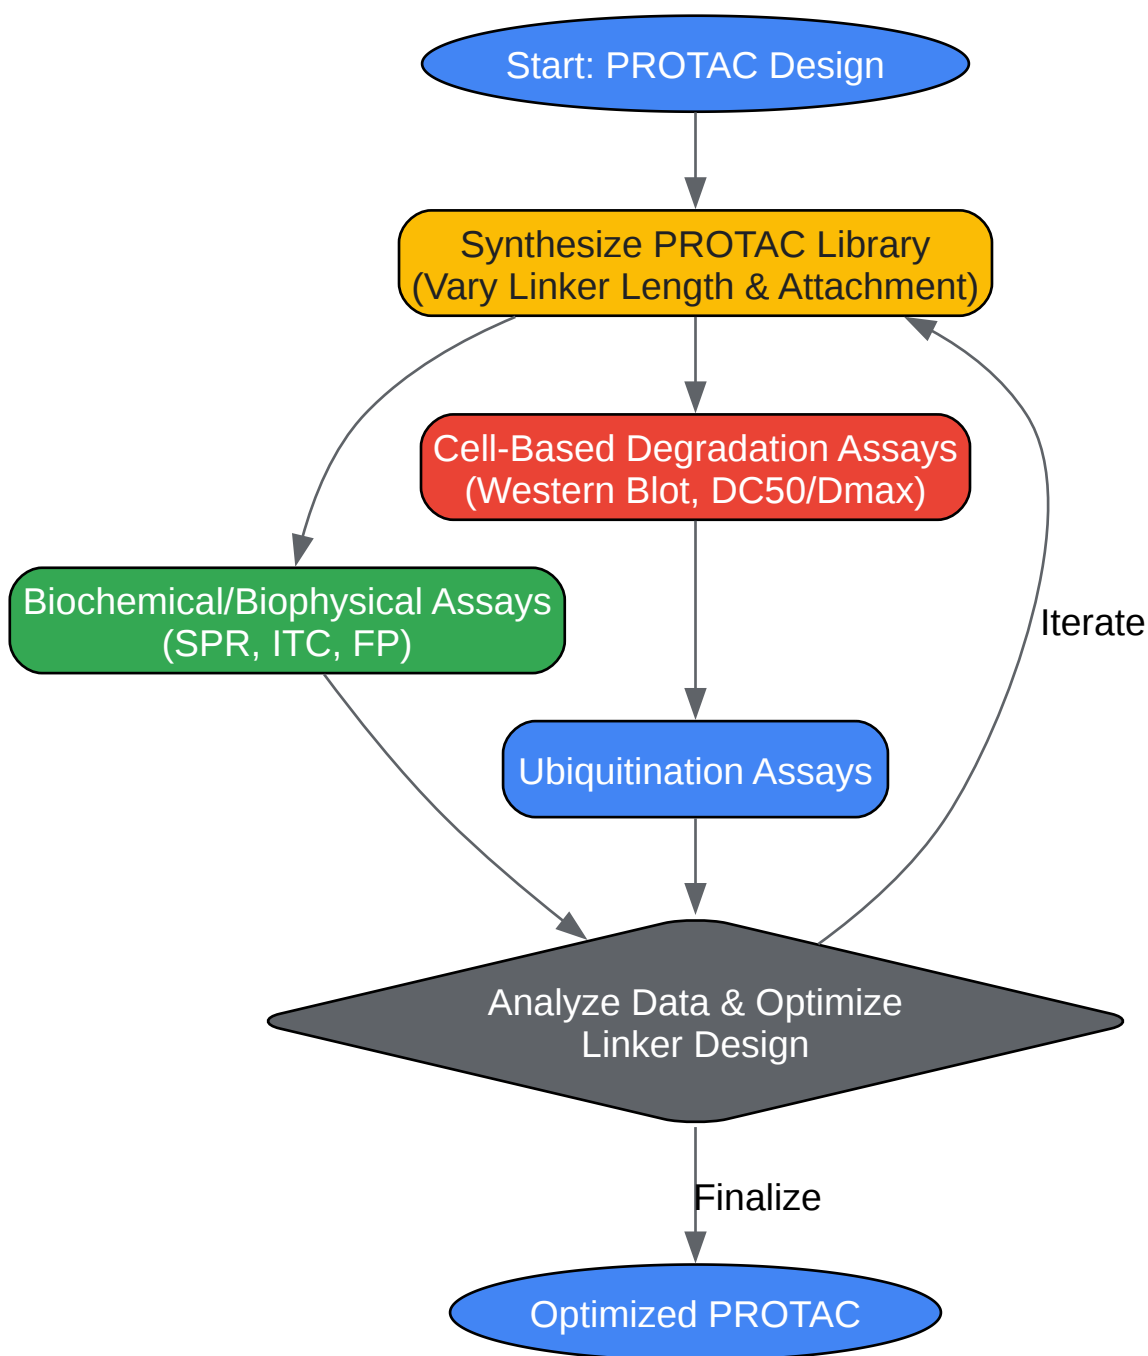 Start: PROTAC Design
Synthesize PROTAC Library
(Vary Linker Length & Attachment)
Cell-Based Degradation Assays
(Western Blot, DC50/Dmax)
Biochemical/Biophysical Assays
(SPR, ITC, FP)
Iterate
Ubiquitination Assays
Analyze Data & Optimize
Linker Design
Finalize
Optimized PROTAC